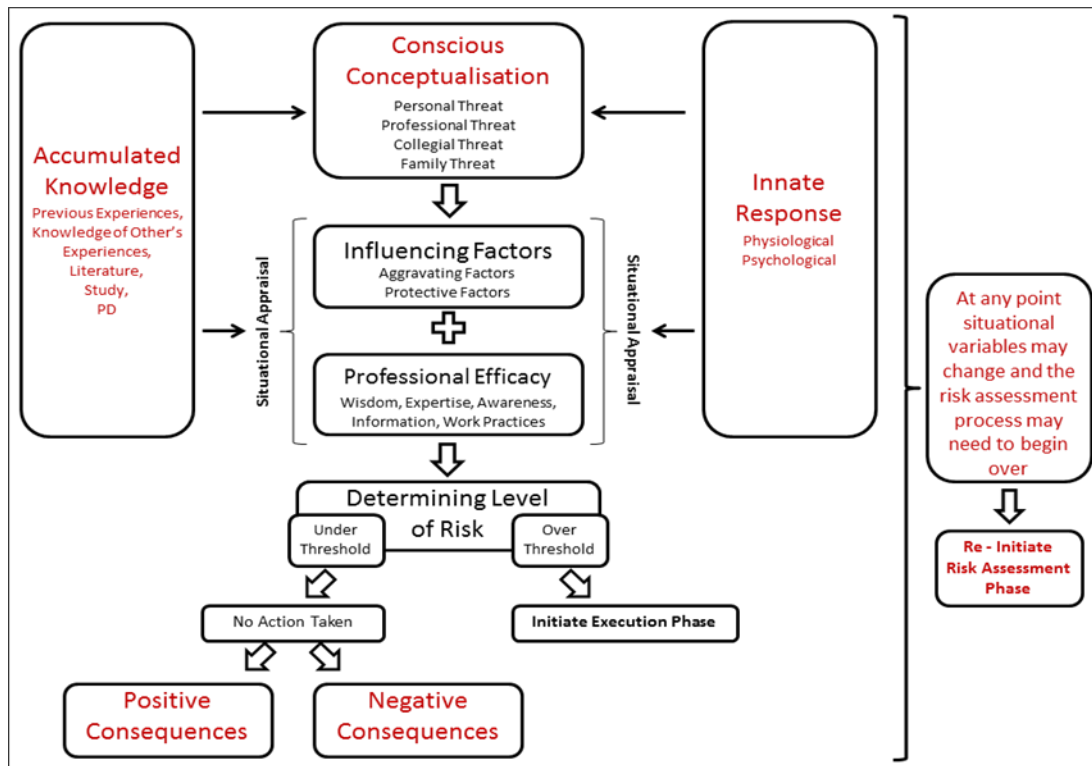 Accumulated
Knowledge
Previous Experiences,
Knowledge of Other's
Experiences,
Literature,
Study,
PD
Conscious
Conceptualisation
Personal Threat
Professional Threat
Collegial Threat
Family Threat
Innate
Response
Physiological
Psychological
Situational Appraisal
Influencing Factors
Aggravating Factors
Protective Factors
Professional Efficacy
Wisdom, Expertise, Awareness,
Information, Work Practices
Situational Appraisal
Determining Level
of Risk
Under
Threshold
Over
Threshold
No Action Taken
Initiate Execution Phase
Positive
Consequences
Negative
Consequences
At any point
situational
variables may
change and the
risk assessment
process may
need to begin
over
Re - Initiate
Risk Assessment
Phase